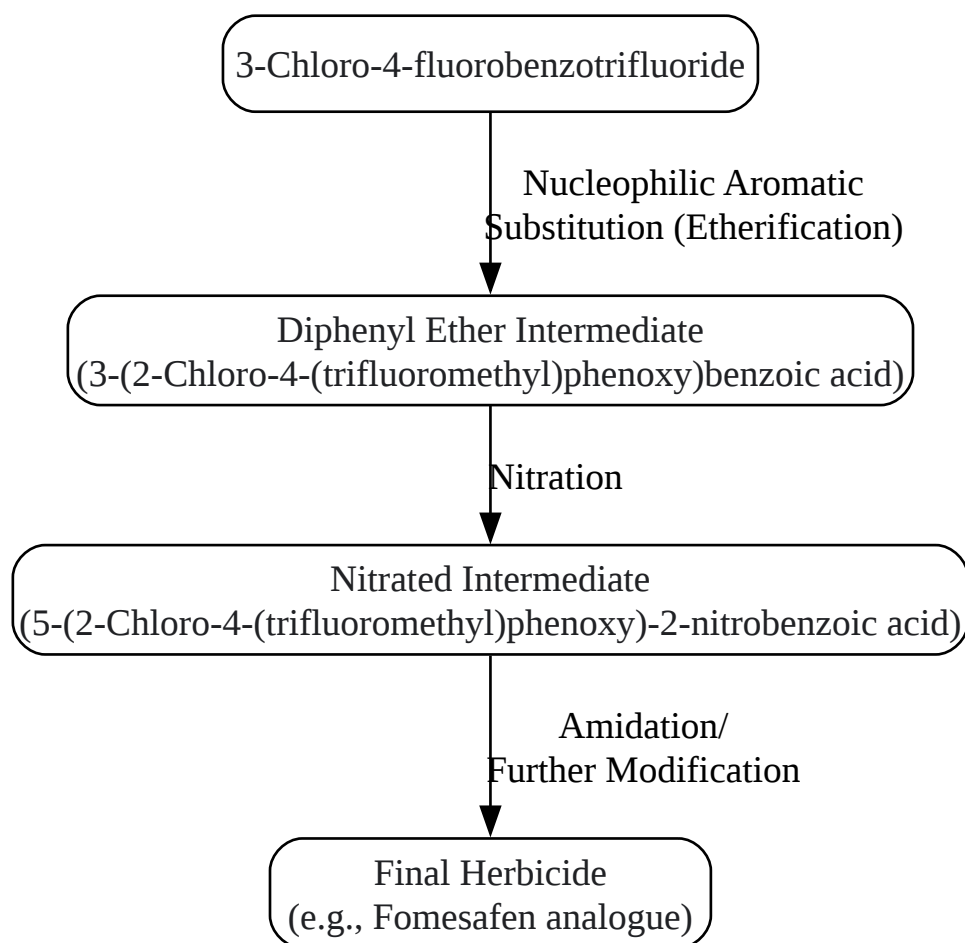 3-Chloro-4-fluorobenzotrifluoride
Nucleophilic Aromatic
Substitution (Etherification)
Diphenyl Ether Intermediate
(3-(2-Chloro-4-(trifluoromethyl)phenoxy)benzoic acid)
Nitration
Nitrated Intermediate
(5-(2-Chloro-4-(trifluoromethyl)phenoxy)-2-nitrobenzoic acid)
Amidation/
Further Modification
Final Herbicide
(e.g., Fomesafen analogue)